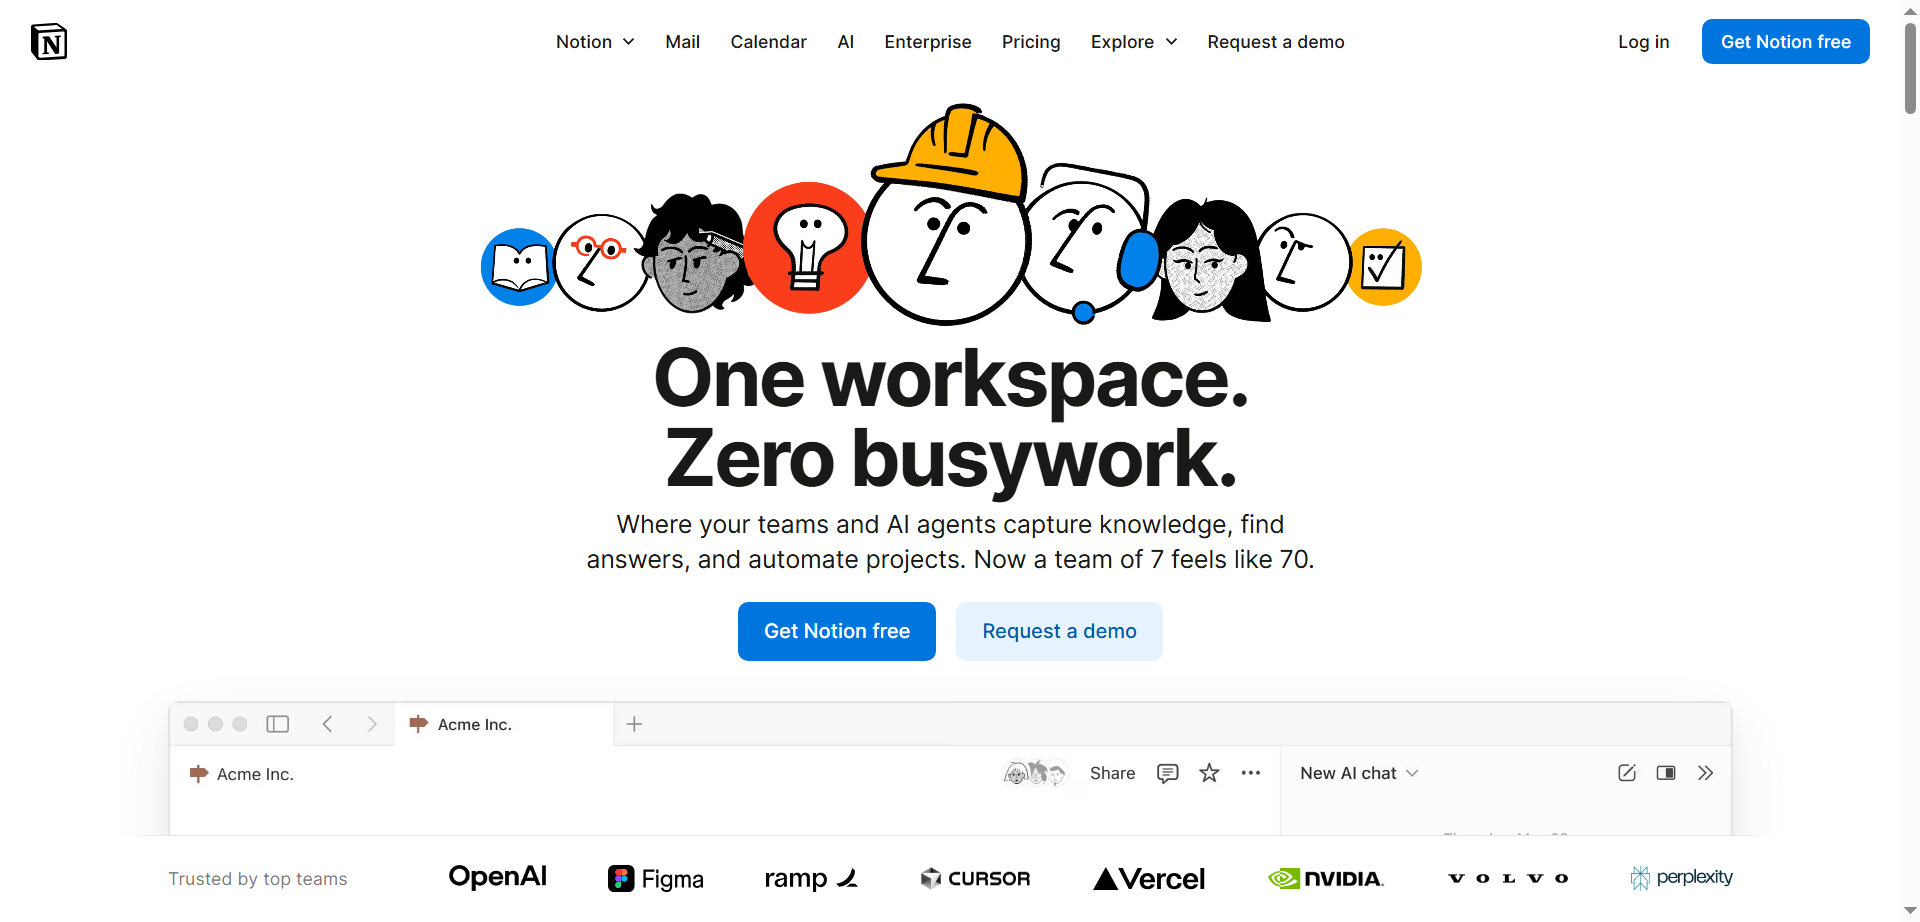 N
Notion Mail Calendar AI Enterprise Pricing Explore Request a demo Log in Get Notion free
One workspace.
Zero busywork.
Where your teams and AI agents capture knowledge, find
answers, and automate projects. Now a team of 7 feels like 70.
Get Notion free Request a demo
Acme Inc.
Acme Inc. Share New AI chat
Trusted by top teams OpenAI Figma ramp CURSOR Vercel NVIDIA. VOLVO perplexity